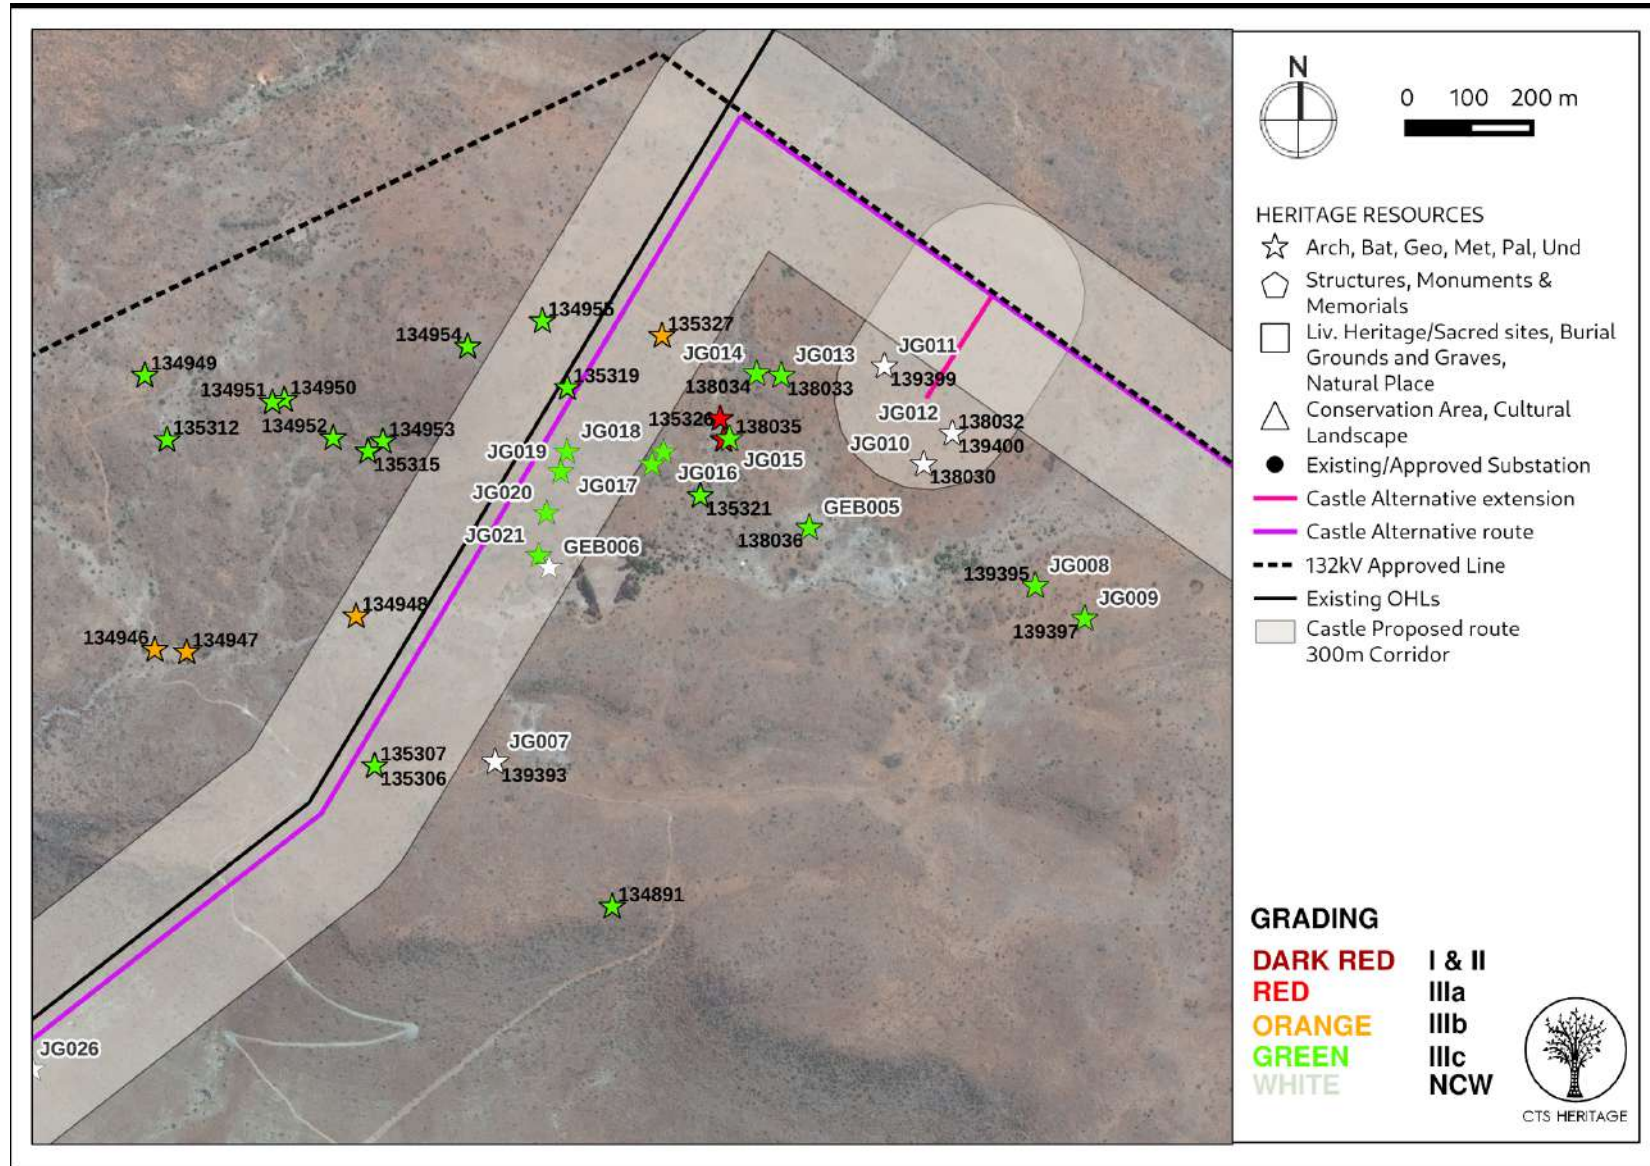 134955
134954
135327
134949
JG014
JG013
JG011
134951
134950
135319
138034
138033
139399
135312
134952
134953
135315
JG018
135326
138035
JG012
138032
139400
JG019
JG015
JG010
JG017
JG016
138030
JG020
135321
GEB005
JG021
138036
GEB006
JG008
139395
JG009
134948
139397
134946
134947
135307
135306
JG007
139393
134891
JG026
N
0 100 200 m
HERITAGE RESOURCES
Arch, Bat, Geo, Met, Pal, Und
Structures, Monuments &
Memorials
Liv. Heritage/Sacred sites, Burial
Grounds and Graves,
Natural Place
Conservation Area, Cultural
Landscape
Existing/Approved Substation
Castle Alternative extension
Castle Alternative route
132kV Approved Line
Existing OHLs
Castle Proposed route
300m Corridor
GRADING
DARK RED I & II
RED IIIa
ORANGE IIIb
GREEN IIIc
WHITE NCW
CTS HERITAGE